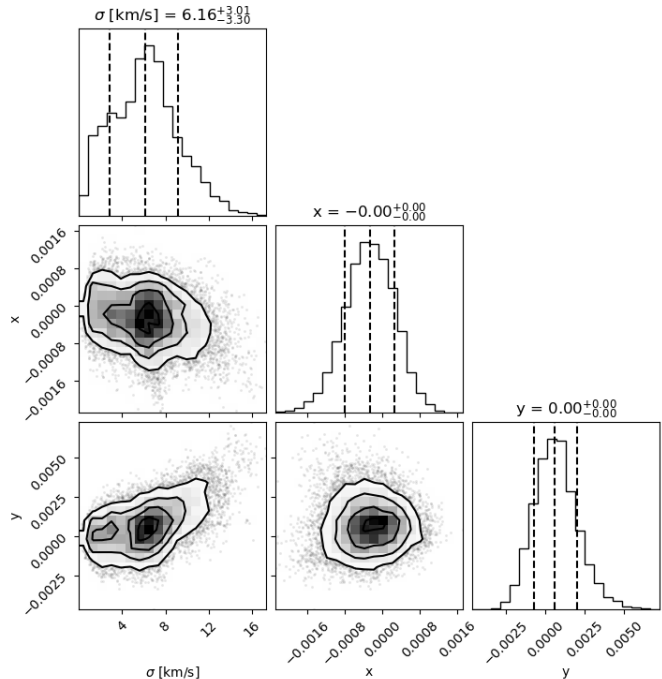 σ [km/s] = 6.16^{+3.01}_{-3.30}
x = −0.00^{+0.00}_{−0.00}
0.0016
0.0008
0.0000
−0.0008
−0.0016
x
y = 0.00^{+0.00}_{−0.00}
0.0050
0.0025
0.0000
−0.0025
y
4 8 12 16
σ [km/s]
−0.0016 −0.0008 0.0000 0.0008 0.0016
x
−0.0025 0.0000 0.0025 0.0050
y